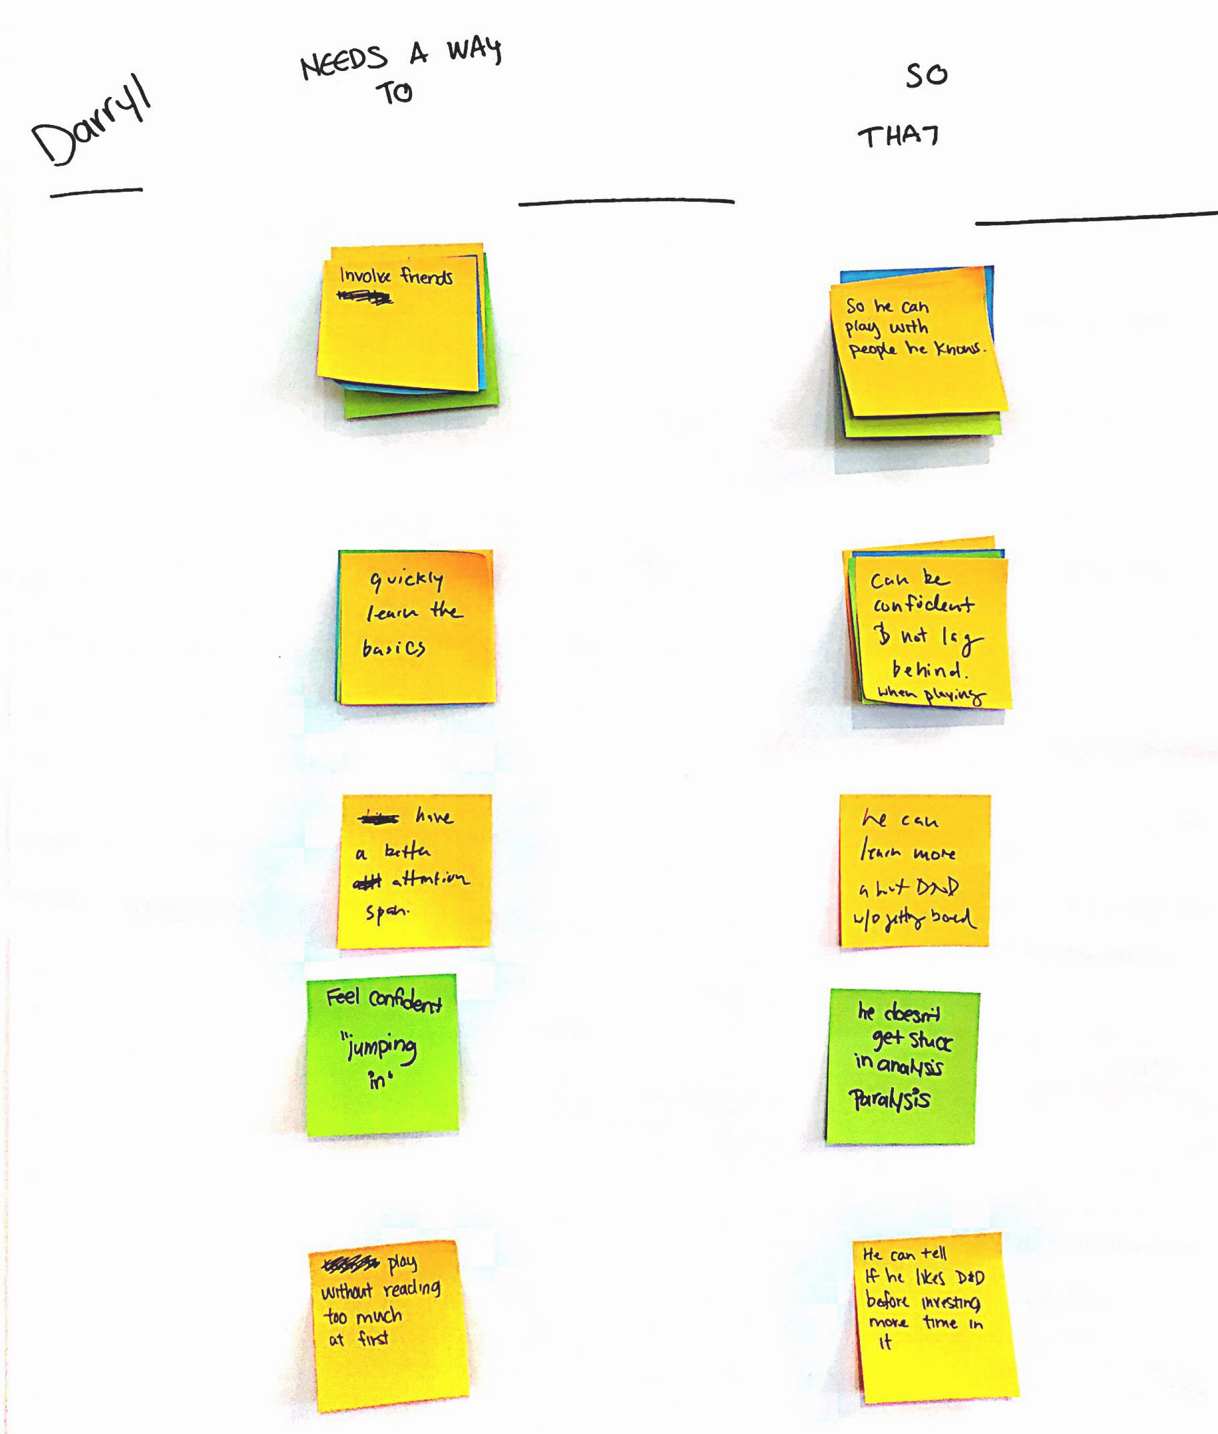 Darryl
NEEDS A WAY
TO
SO
THAT
Involve friends
So he can
play with
people he knows.
quickly
learn the
basics
Can be
confident
& not lag
behind.
when playing
have
a better
attention
span.
he can
learn more
about DND
w/o getting bored
Feel confident
"jumping
in"
he doesn't
get stuck
in analysis
Paralysis
play
without reading
too much
at first
He can tell
If he likes D&D
before investing
more time in
it